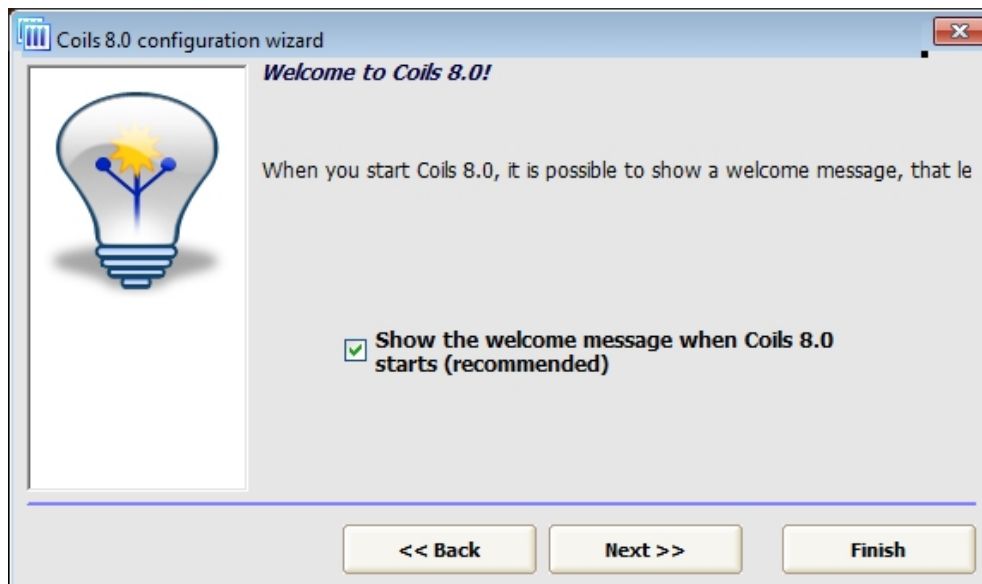 Coils 8.0 configuration wizard
Welcome to Coils 8.0!
When you start Coils 8.0, it is possible to show a welcome message, that le
Show the welcome message when Coils 8.0
starts (recommended)
<< Back Next >> Finish